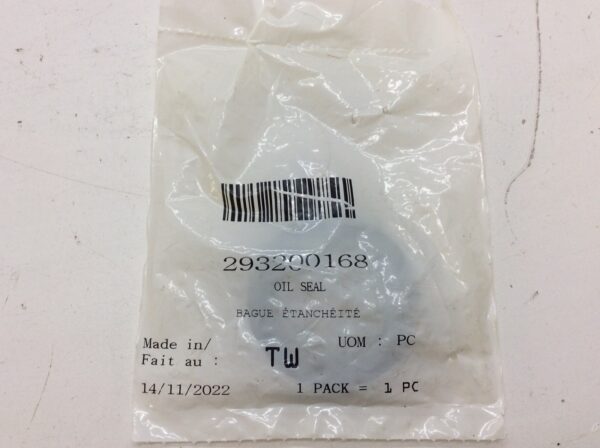 293200168
OIL SEAL
BAGUE ÉTANCHÉITÉ
Made in/
Fait au :
TW
UOM : PC
14/11/2022
1 PACK = 1 PC